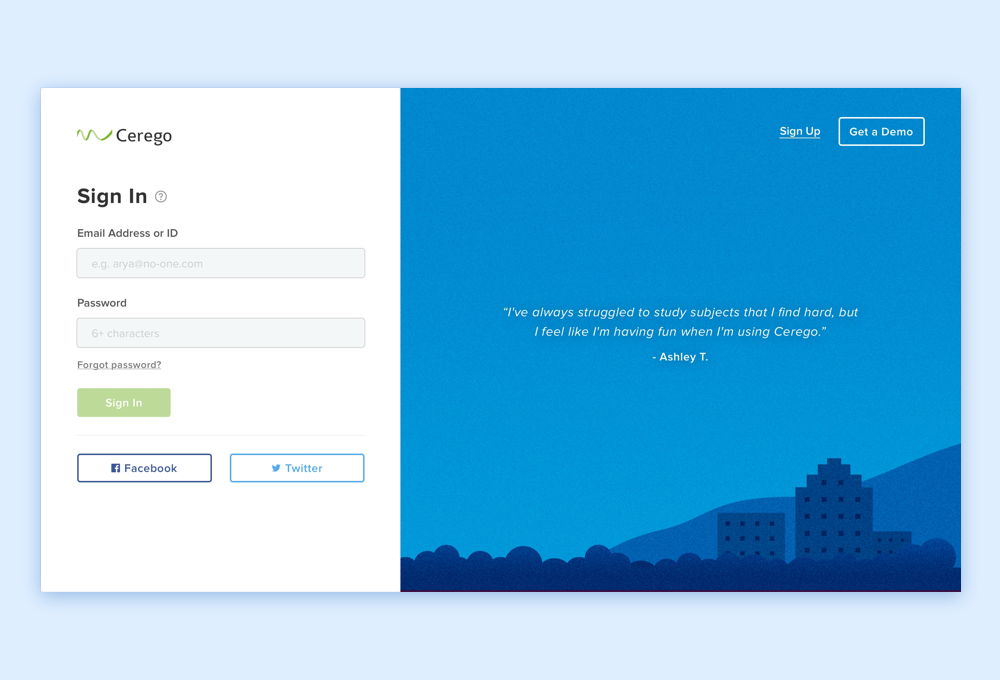 Cerego
Sign In ?
Email Address or ID
e.g. arya@no-one.com
Password
6+ characters
Forgot password?
Sign In
Facebook
Twitter
Sign Up
Get a Demo
“I've always struggled to study subjects that I find hard, but
I feel like I'm having fun when I'm using Cerego.”
- Ashley T.